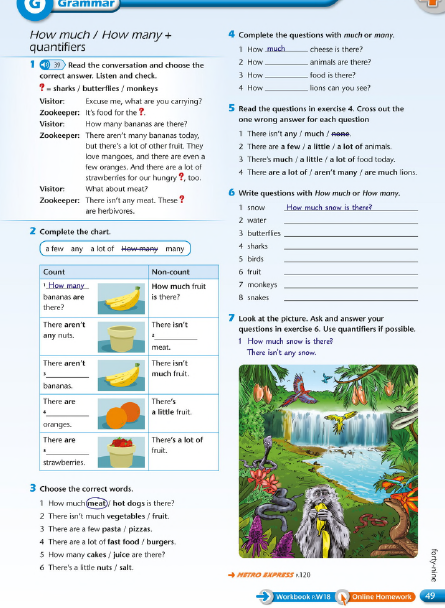 G Grammar
How much / How many +
quantifiers
1 39 Read the conversation and choose the
correct answer. Listen and check.
? = sharks / butterflies / monkeys
Visitor: Excuse me, what are you carrying?
Zookeeper: It's food for the ?.
Visitor: How many bananas are there?
Zookeeper: There aren't many bananas today,
but there's a lot of other fruit. They
love mangoes, and there are even a
few oranges. And there are a lot of
strawberries for our hungry ?, too.
Visitor: What about meat?
Zookeeper: There isn't any meat. These ?
are herbivores.
2 Complete the chart.
a few any a lot of How many many
Count Non-count
1 How many
bananas are
there?
How much fruit
is there?
There aren't
any nuts.
There isn't
2
meat.
There aren't
3
bananas.
There isn't
much fruit.
There are
4
oranges.
There's
a little fruit.
There are
5
strawberries.
There's a lot of
fruit.
3 Choose the correct words.
1 How much meat / hot dogs is there?
2 There isn't much vegetables / fruit.
3 There are a few pasta / pizzas.
4 There are a lot of fast food / burgers.
5 How many cakes / juice are there?
6 There's a little nuts / salt.
4 Complete the questions with much or many.
1 How much cheese is there?
2 How ________ animals are there?
3 How ________ food is there?
4 How ________ lions can you see?
5 Read the questions in exercise 4. Cross out the
one wrong answer for each question
1 There isn't any / much / none.
2 There are a few / a little / a lot of animals.
3 There's much / a little / a lot of food today.
4 There are a lot of / aren't many / are much lions.
6 Write questions with How much or How many.
1 snow How much snow is there?
2 water
3 butterflies
4 sharks
5 birds
6 fruit
7 monkeys
8 snakes
7 Look at the picture. Ask and answer your
questions in exercise 6. Use quantifiers if possible.
1 How much snow is there?
There isn't any snow.
METRO EXPRESS P.120
forty-nine
Workbook P.W18 Online Homework 49